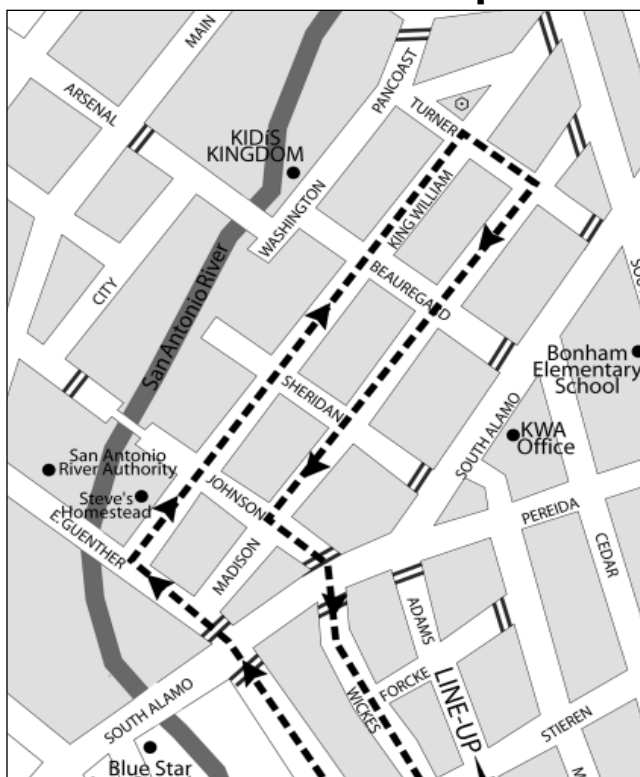 MAIN
ARSENAL
PANCOAST
TURNER
KIDíS
KINGDOM
WASHINGTON
KING WILLIAM
BEAUREGARD
CITY
San Antonio River
SHERIDAN
Bonham
Elementary
School
SOUTH ALAMO
KWA
Office
San Antonio
River Authority
Steve's
Homestead
JOHNSON
E. GUENTHER
MADISON
PEREIDA
CEDAR
ADAMS
FORCKE
WICKES
LINE-UP
STIEREN
SOUTH ALAMO
Blue Star